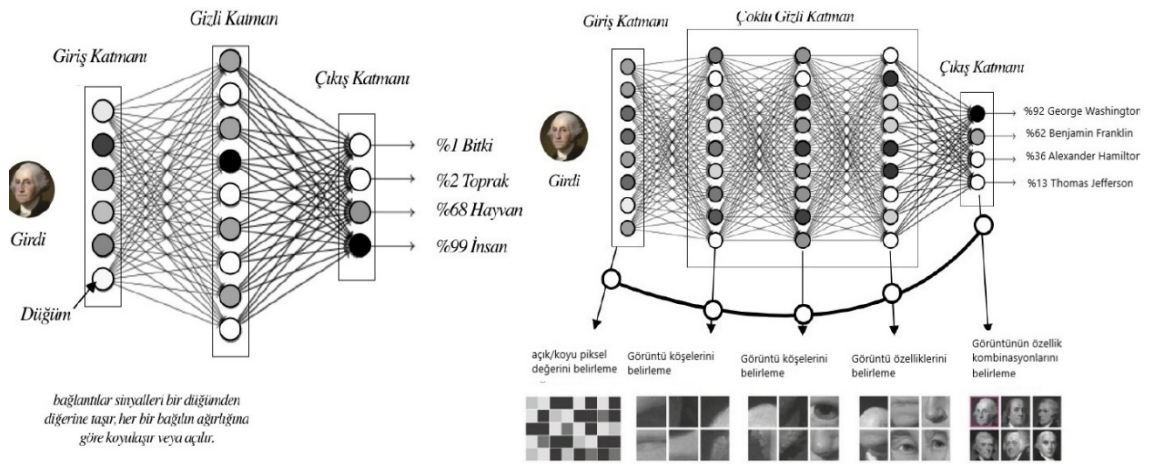 Gizli Katman
Giriş Katmanı
Çıkış Katmanı
%1 Bitki
%2 Toprak
%68 Hayvan
%99 İnsan
Girdi
Düğüm
bağlantılar sinyalleri bir düğümden
diğerine taşır, her bir bağıln ağırlığına
göre koyulaşır veya açılır.
Giriş Katmanı
Çoklu Gizli Katman
Çıkış Katmanı
%92 George Washington
%62 Benjamin Franklin
%36 Alexander Hamiltor
%13 Thomas Jefferson
Girdi
açık/koyu piksel
değerini belirleme
Görüntü köşelerini
belirleme
Görüntü köşelerini
belirleme
Görüntü özelliklerini
belirleme
Görüntünün özellik
kombinasyonlarını
belirleme